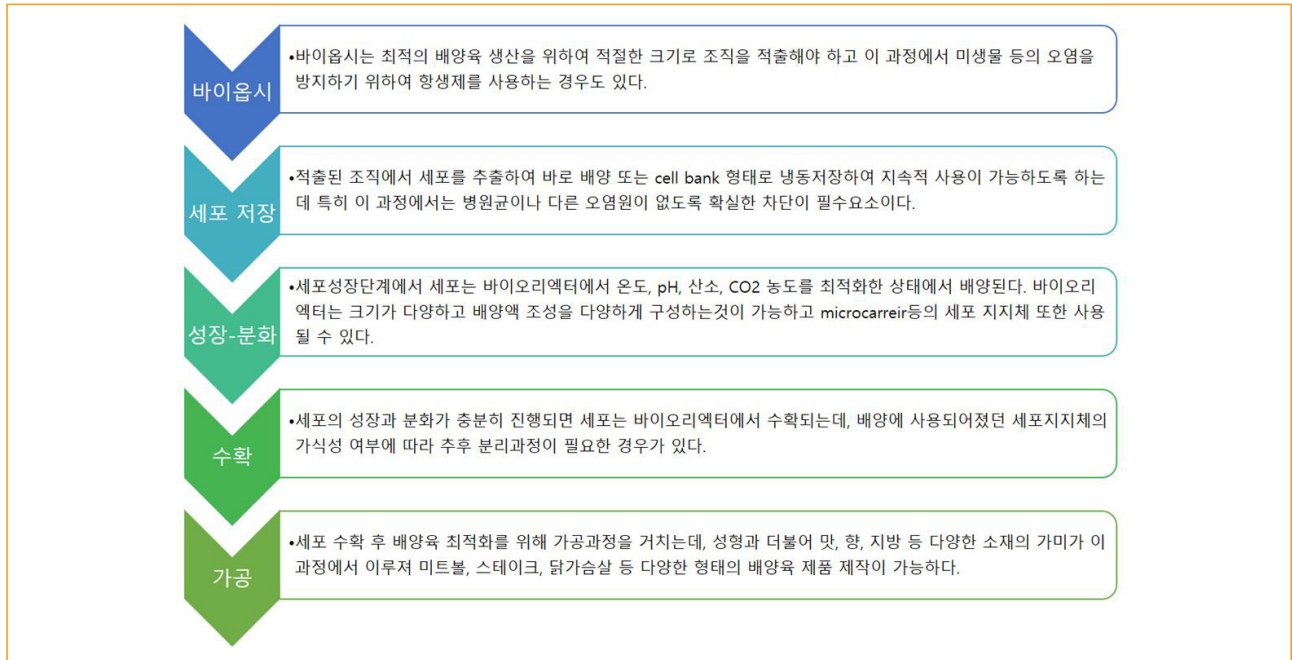 바이옵시
•바이옵시는 최적의 배양육 생산을 위하여 적절한 크기로 조직을 적출해야 하고 이 과정에서 미생물 등의 오염을
방지하기 위하여 항생제를 사용하는 경우도 있다.
세포 저장
•적출된 조직에서 세포를 추출하여 바로 배양 또는 cell bank 형태로 냉동저장하여 지속적 사용이 가능하도록 하는
데 특히 이 과정에서는 병원균이나 다른 오염원이 없도록 확실한 차단이 필수요소이다.
성장-분화
•세포성장단계에서 세포는 바이오리엑터에서 온도, pH, 산소, CO2 농도를 최적화한 상태에서 배양된다. 바이오리
엑터는 크기가 다양하고 배양액 조성을 다양하게 구성하는것이 가능하고 microcarreir등의 세포 지지체 또한 사용
될 수 있다.
수확
•세포의 성장과 분화가 충분히 진행되면 세포는 바이오리엑터에서 수확되는데, 배양에 사용되어졌던 세포지지체의
가식성 여부에 따라 추후 분리과정이 필요한 경우가 있다.
가공
•세포 수확 후 배양육 최적화를 위해 가공과정을 거치는데, 성형과 더불어 맛, 향, 지방 등 다양한 소재의 가미가 이
과정에서 이루져 미트볼, 스테이크, 닭가슴살 등 다양한 형태의 배양육 제품 제작이 가능하다.